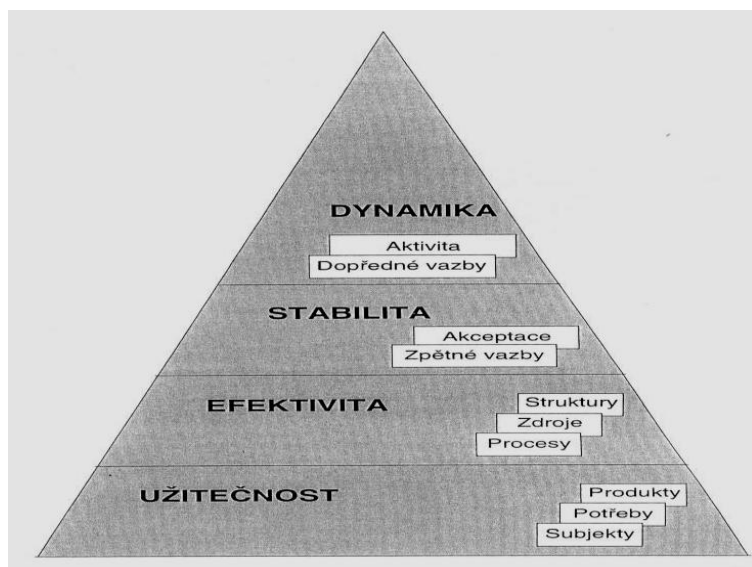 DYNAMIKA
Aktivita
Dopředné vazby
STABILITA
Akceptace
Zpětné vazby
EFEKTIVITA
Struktury
Zdroje
Procesy
UŽITEČNOST
Produkty
Potřeby
Subjekty